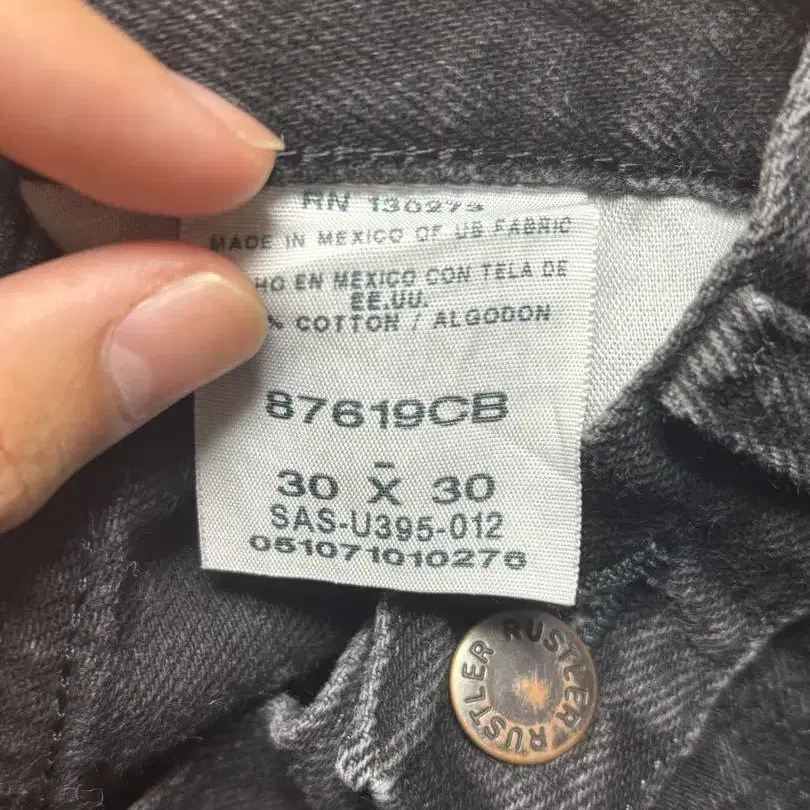 RN 130273
MADE IN MEXICO OF US FABRIC
HO EN MEXICO CON TELA DE
EE.UU.
% COTTON / ALGODON
87619CB
30 X 30
SAS-U395-012
051071010276
RUSTLER RUSTLER